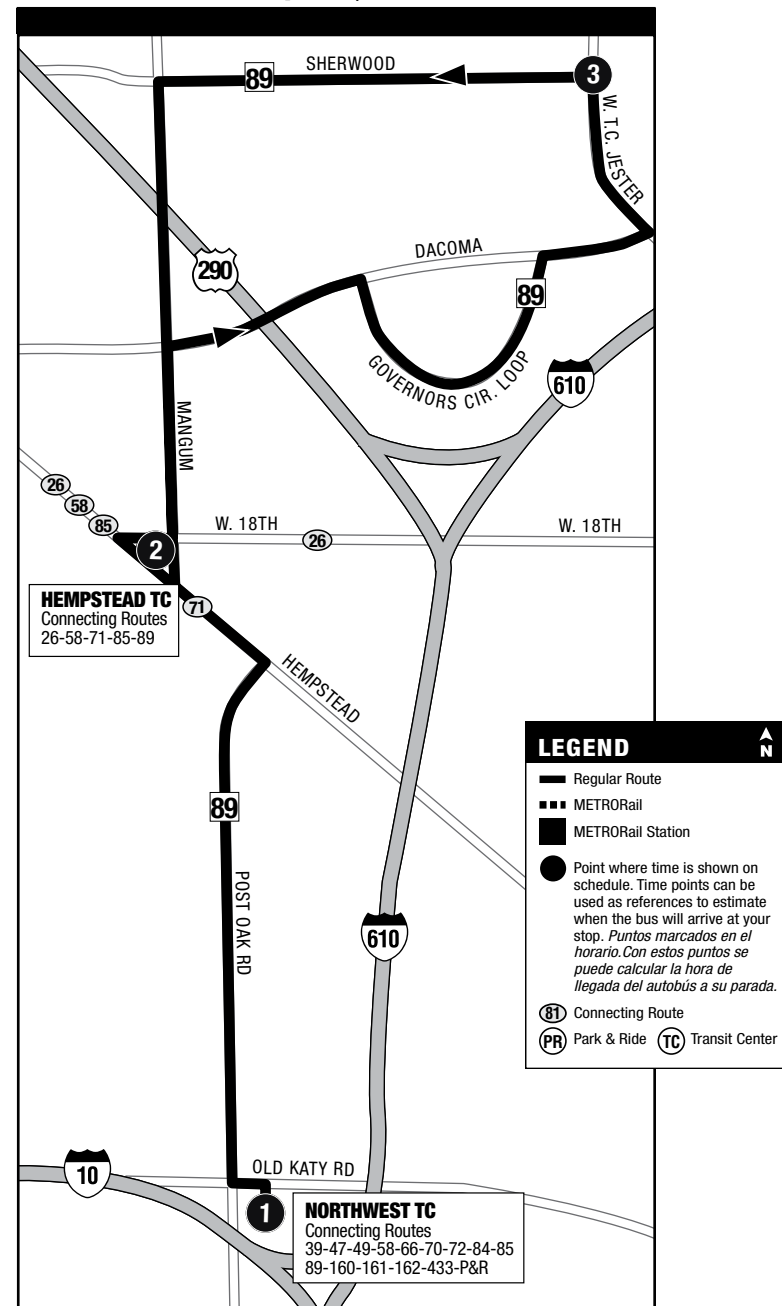 SHERWOOD
89
3
W. T.C. JESTER
DACOMA
290
89
GOVERNORS CIR. LOOP
610
MANGUM
26
58
85
W. 18TH
26
W. 18TH
2
HEMPSTEAD TC
Connecting Routes
26-58-71-85-89
71
HEMPSTEAD
89
POST OAK RD
610
LEGEND
N
Regular Route
METRORail
METRORail Station
Point where time is shown on
schedule. Time points can be
used as references to estimate
when the bus will arrive at your
stop. Puntos marcados en el
horario.Con estos puntos se
puede calcular la hora de
llegada del autobús a su parada.
81 Connecting Route
PR Park & Ride TC Transit Center
10
OLD KATY RD
1
NORTHWEST TC
Connecting Routes
39-47-49-58-66-70-72-84-85
89-160-161-162-433-P&R